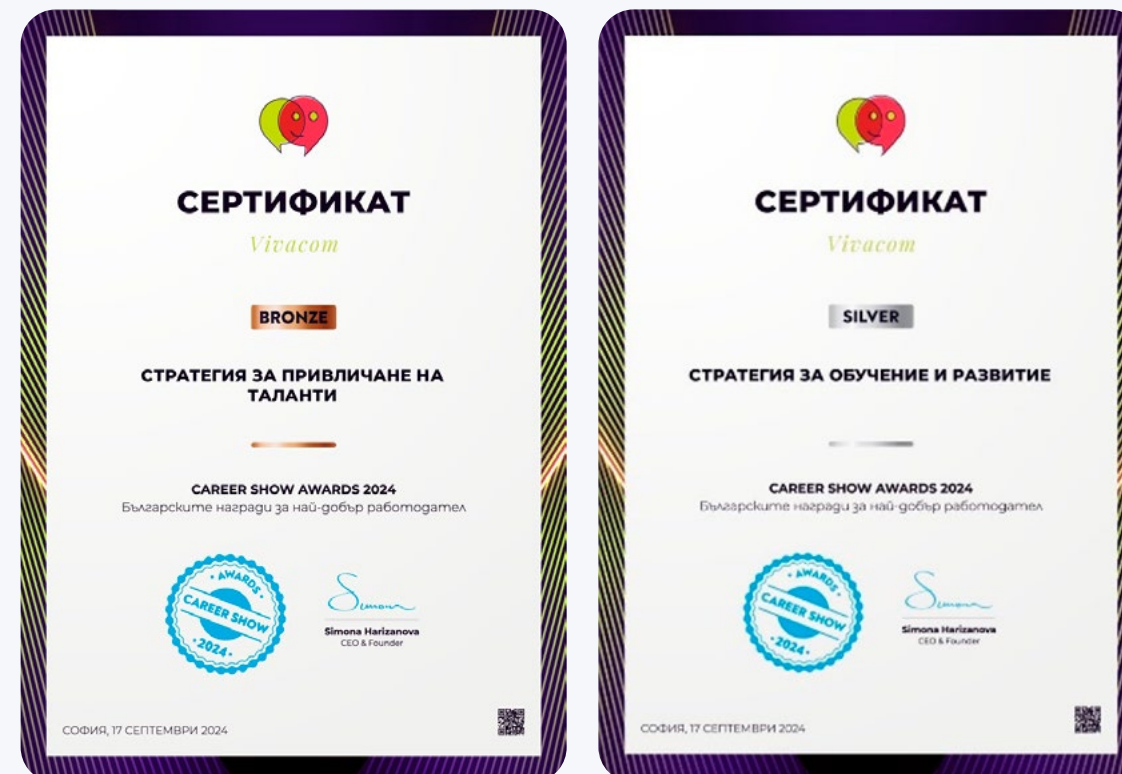 СЕРТИФИКАТ
Vivacom
BRONZE
СТРАТЕГИЯ ЗА ПРИВЛИЧАНЕ НА
ТАЛАНТИ
CAREER SHOW AWARDS 2024
Българските награди за най-добър работодател
• AWARDS •
CAREER SHOW
• 2024 •
Simona
Simona Harizanova
CEO & Founder
СОФИЯ, 17 СЕПТЕМВРИ 2024
СЕРТИФИКАТ
Vivacom
SILVER
СТРАТЕГИЯ ЗА ОБУЧЕНИЕ И РАЗВИТИЕ
CAREER SHOW AWARDS 2024
Българските награди за най-добър работодател
• AWARDS •
CAREER SHOW
• 2024 •
Simona
Simona Harizanova
CEO & Founder
СОФИЯ, 17 СЕПТЕМВРИ 2024